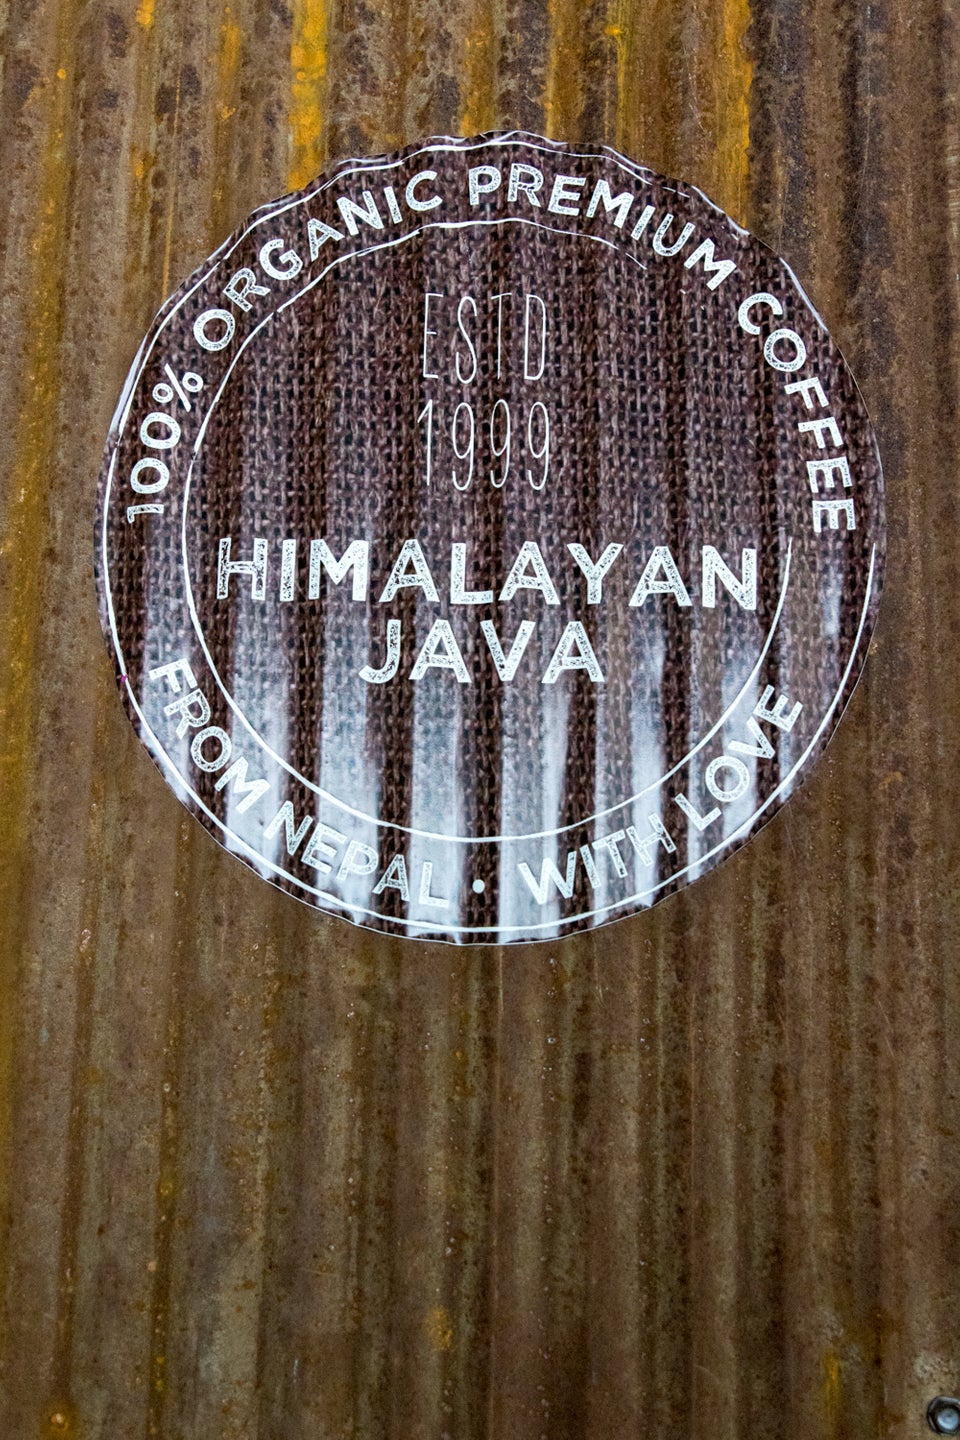 100% ORGANIC PREMIUM COFFEE
ESTD
1999
HIMALAYAN
JAVA
FROM NEPAL • WITH LOVE